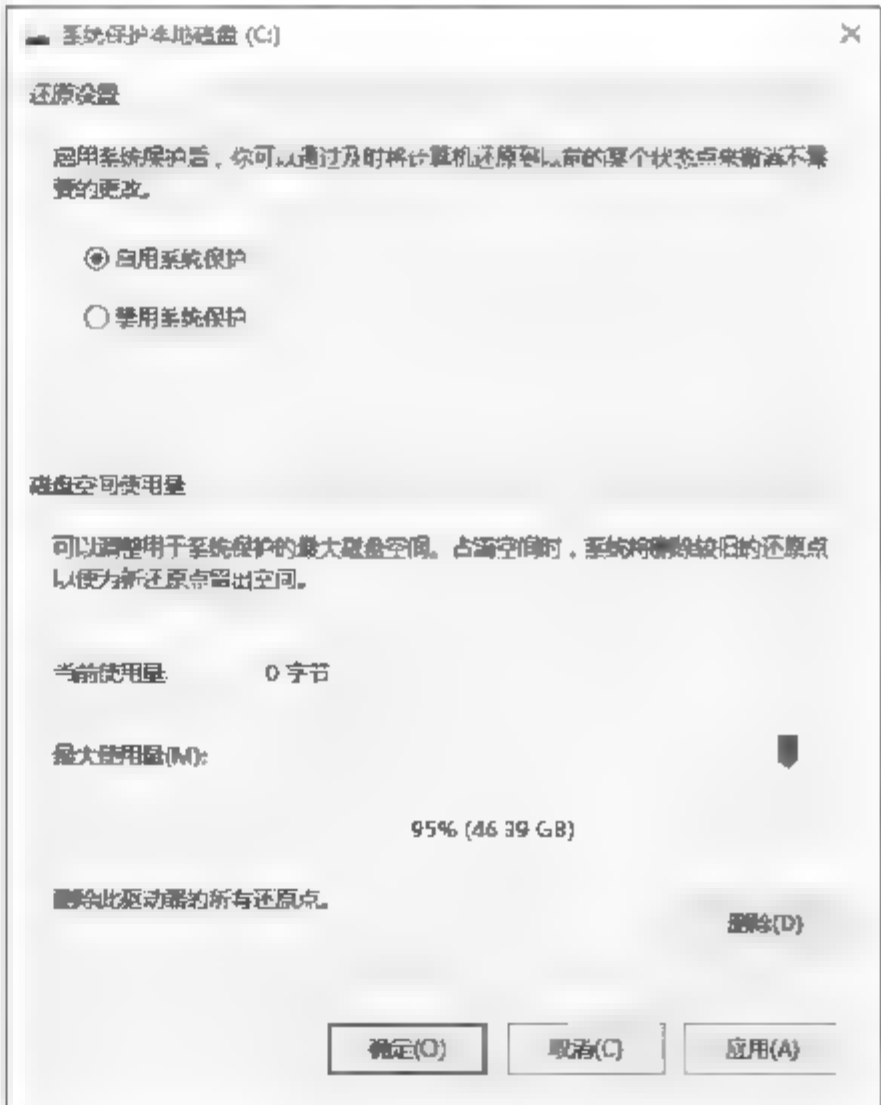 系统保护本地磁盘 (C:)
还原设置
启用系统保护后，你可以通过及时将计算机还原到以前的某个状态点来撤消不需
要的更改。
启用系统保护
禁用系统保护
磁盘空间使用量
可以调整用于系统保护的最大磁盘空间。占满空间时，系统将删除较旧的还原点
以便为新还原点留出空间。
当前使用量: 0 字节
最大使用量(M):
95% (46.39 GB)
删除此驱动器的所有还原点。
删除(D)
确定(O) 取消(C) 应用(A)